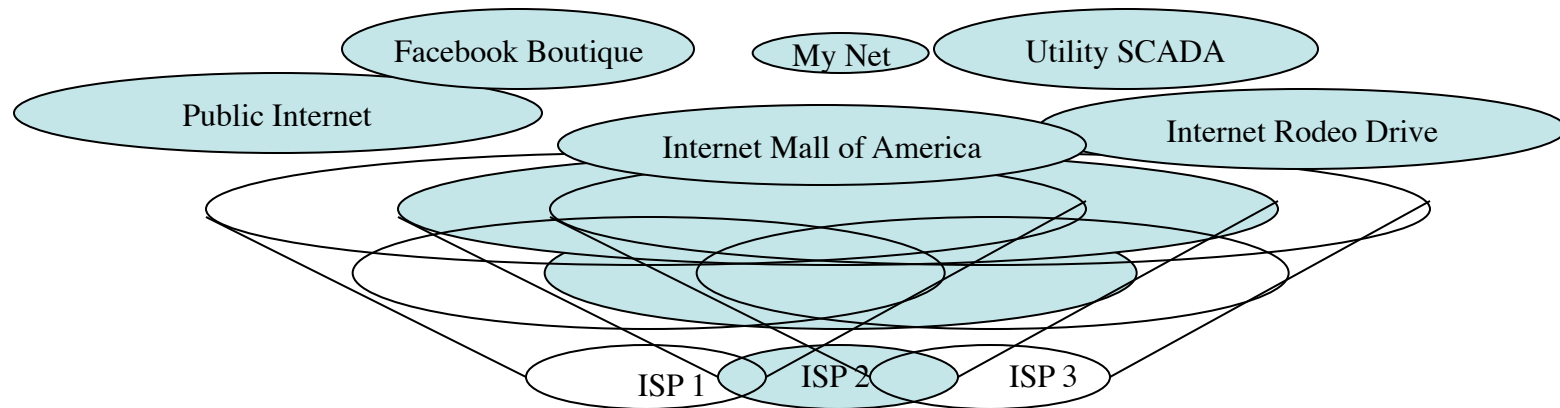 Facebook Boutique
My Net
Utility SCADA
Public Internet
Internet Mall of America
Internet Rodeo Drive
ISP 1
ISP 2
ISP 3